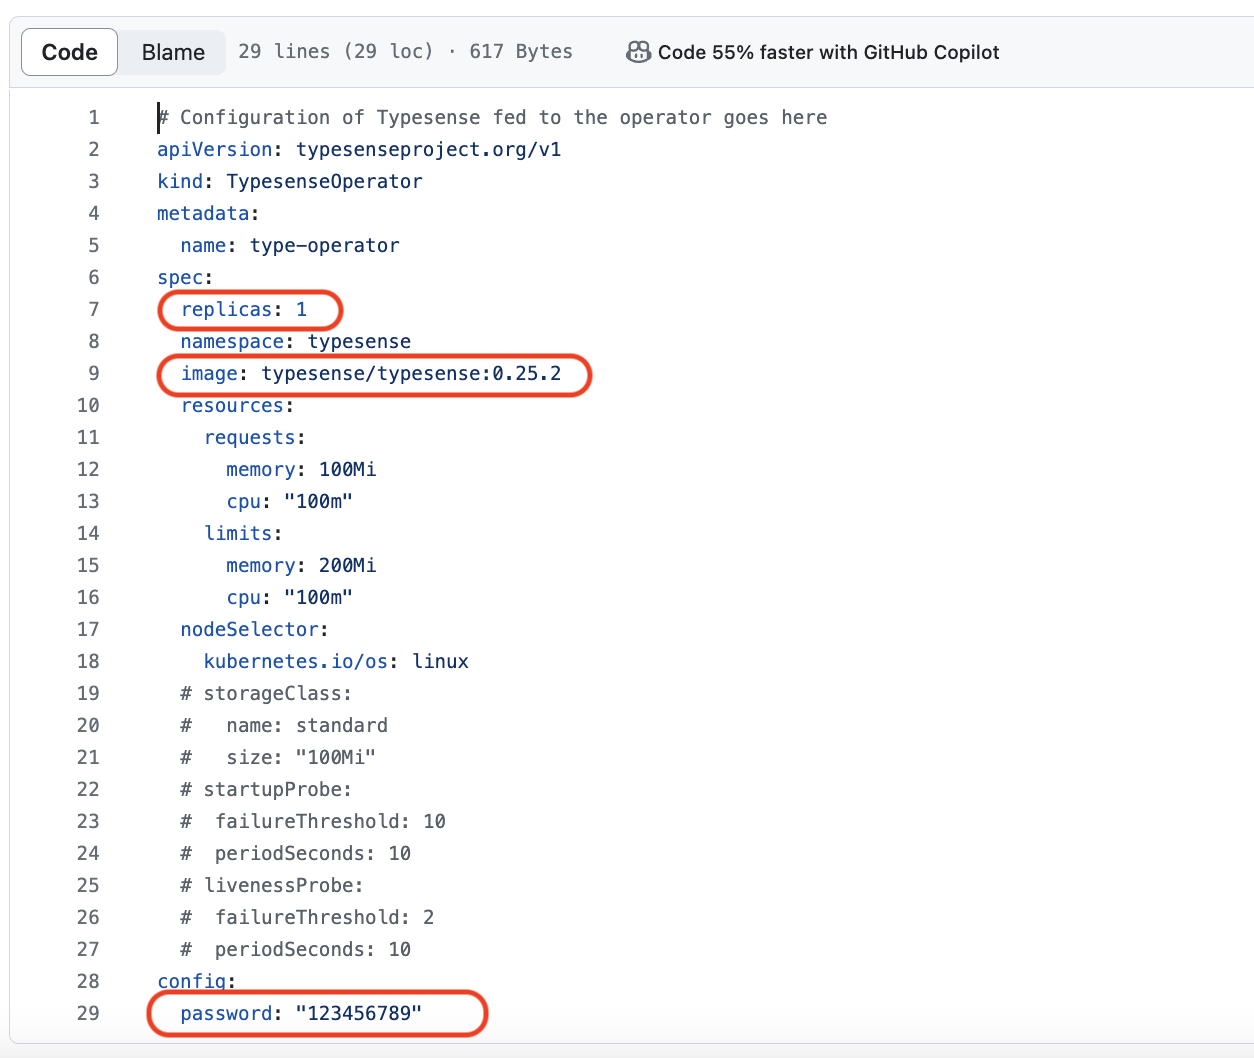 Code Blame 29 lines (29 loc) · 617 Bytes Code 55% faster with GitHub Copilot
1 # Configuration of Typesense fed to the operator goes here
2 apiVersion: typesenseproject.org/v1
3 kind: TypesenseOperator
4 metadata:
5   name: type-operator
6 spec:
7   replicas: 1
8   namespace: typesense
9   image: typesense/typesense:0.25.2
10   resources:
11     requests:
12       memory: 100Mi
13       cpu: "100m"
14     limits:
15       memory: 200Mi
16       cpu: "100m"
17   nodeSelector:
18     kubernetes.io/os: linux
19   # storageClass:
20   #   name: standard
21   #   size: "100Mi"
22   # startupProbe:
23   #  failureThreshold: 10
24   #  periodSeconds: 10
25   # livenessProbe:
26   #  failureThreshold: 2
27   #  periodSeconds: 10
28 config:
29   password: "123456789"